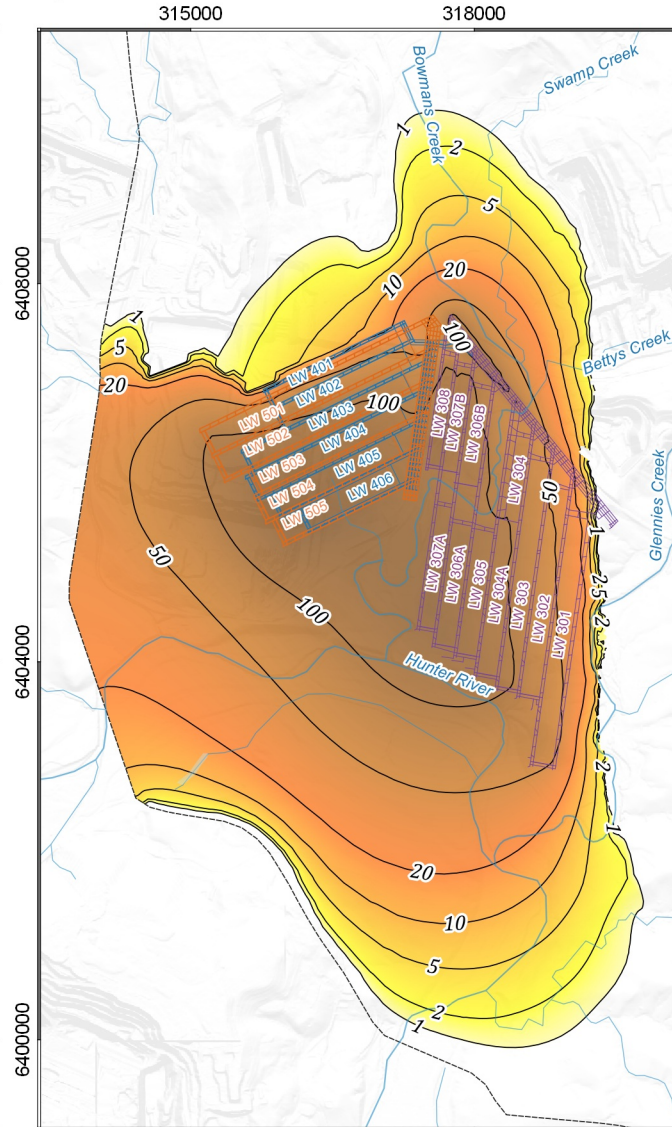 315000
318000
Bowmans Creek
Swamp Creek
1
2
5
6408000
10
20
1
5
20
100
Bettys Creek
LW 401
LW 402
LW 403
LW 404
LW 405
LW 406
100
LW 501
LW 502
LW 503
LW 504
LW 505
LW 308
LW 307B
LW 306B
LW 304
50
Glennies Creek
1
50
LW 307A
LW 306A
LW 305
LW 304A
LW 303
LW 302
LW 301
2
5
2
100
Hunter River
6404000
2
1
20
10
5
2
1
6400000